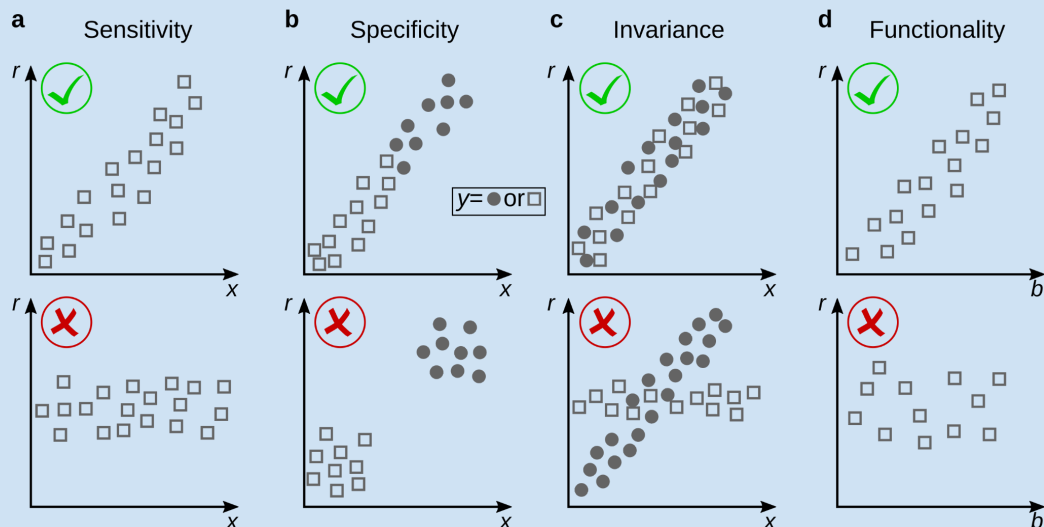 a Sensitivity
b Specificity
c Invariance
d Functionality
r
x
r
x
r
x
r
b
y= or
r
x
r
x
r
x
r
b